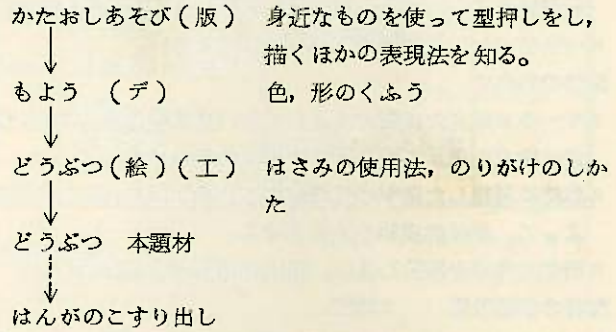 かたおしあそび(版) 身近なものを使って型押しをし,
描くほかの表現法を知る。
もよう (デ) 色,形のくふう
どうぶつ(絵)(工) はさみの使用法,のりがけのしか
た
どうぶつ 本題材
はんがのこすり出し